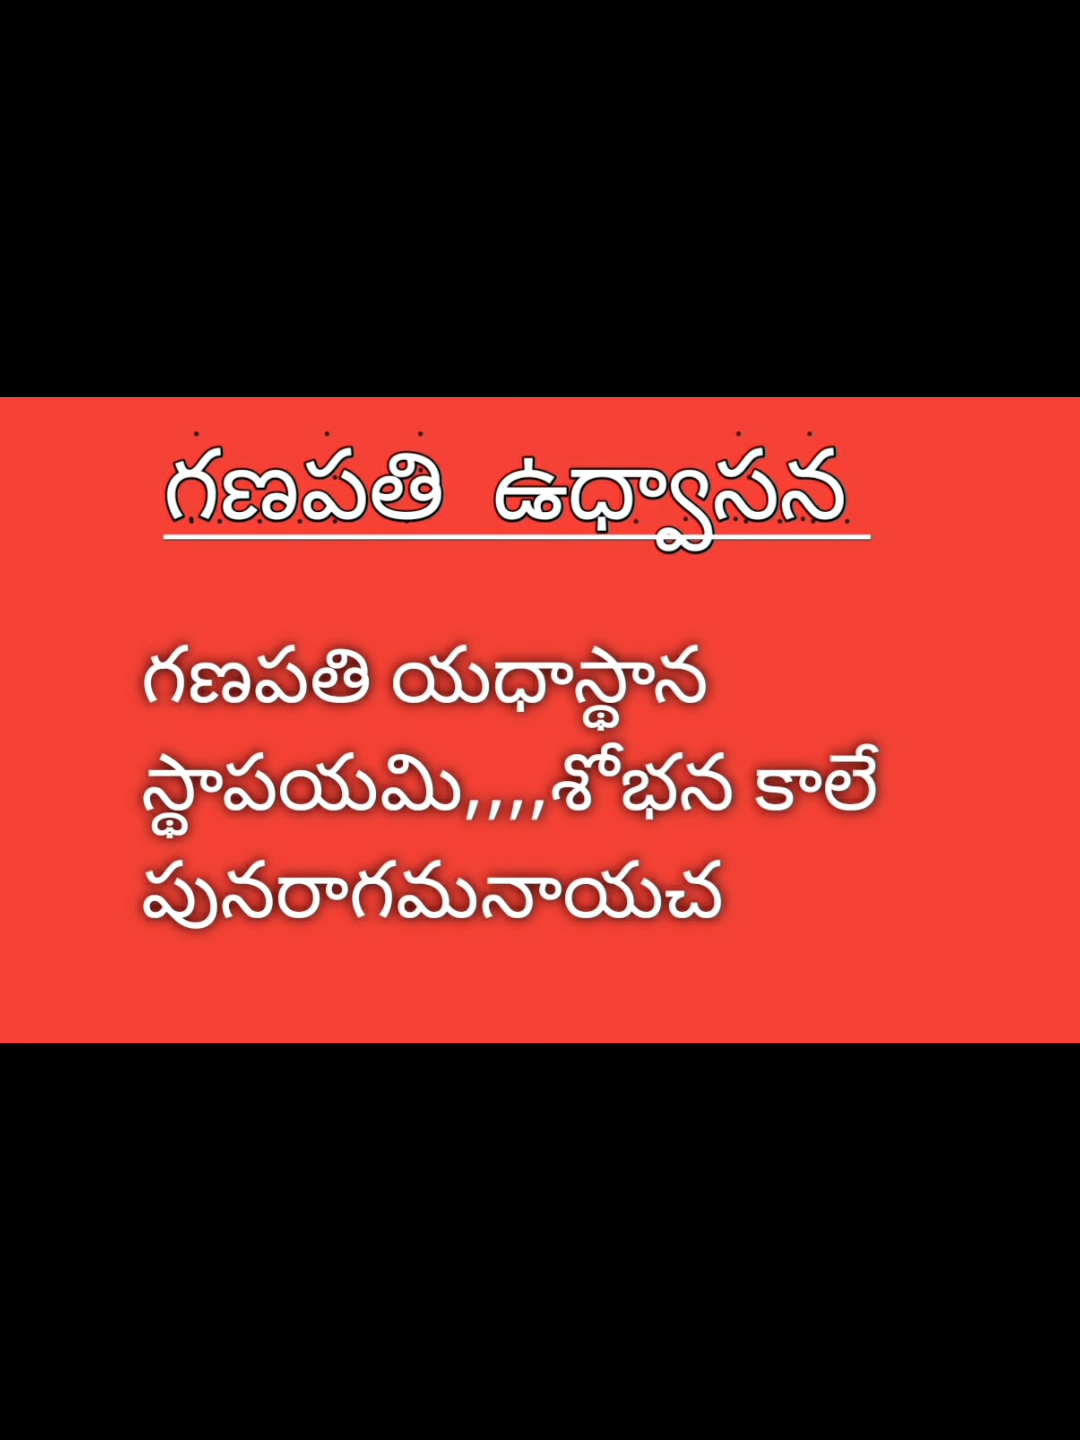 గణపతి ఉధ్వాసన
గణపతి యధాస్థాన
స్థాపయమి,,,,శోభన కాలే
పునరాగమనాయచ